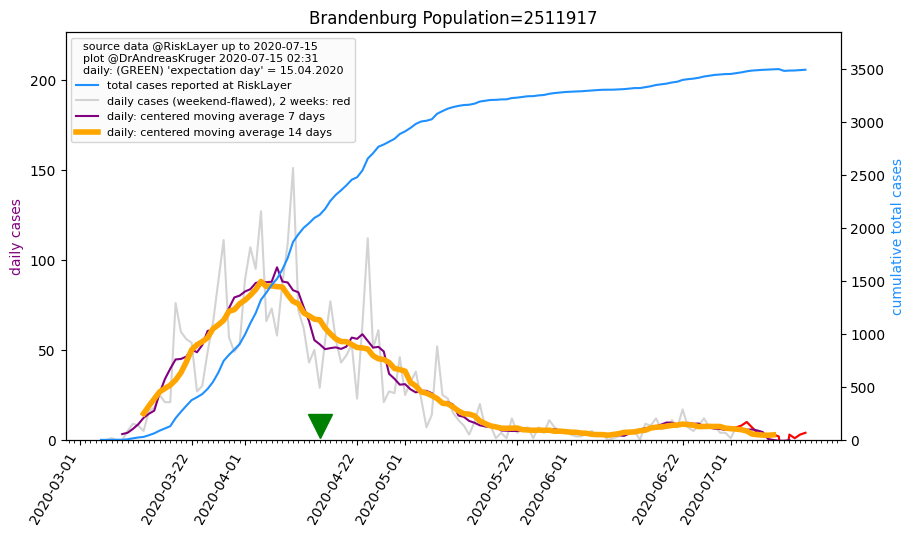 Brandenburg Population=2511917
source data @RiskLayer up to 2020-07-15
plot @DrAndreasKruger 2020-07-15 02:31
daily: (GREEN) 'expectation day' = 15.04.2020
total cases reported at RiskLayer
daily cases (weekend-flawed), 2 weeks: red
daily: centered moving average 7 days
daily: centered moving average 14 days
daily cases
200
150
100
50
0
3500
3000
2500
2000
1500
1000
500
0
cumulative total cases
2020-03-01
2020-03-22
2020-04-01
2020-04-22
2020-05-01
2020-05-22
2020-06-01
2020-06-22
2020-07-01